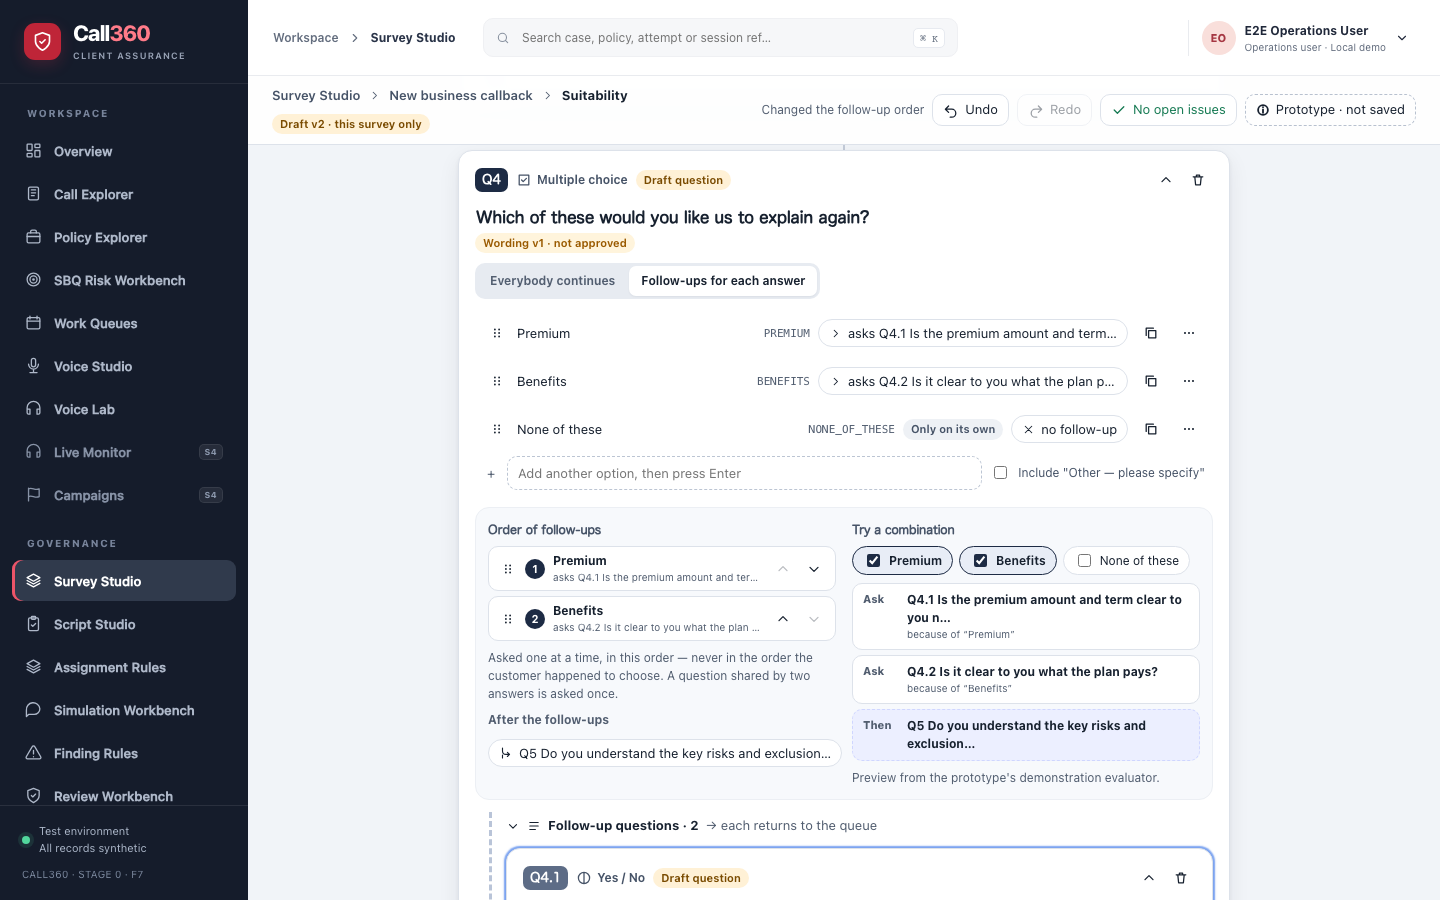 Call360
CLIENT ASSURANCE
WORKSPACE
Overview
Call Explorer
Policy Explorer
SBQ Risk Workbench
Work Queues
Voice Studio
Voice Lab
Live Monitor S4
Campaigns S4
GOVERNANCE
Survey Studio
Script Studio
Assignment Rules
Simulation Workbench
Finding Rules
Review Workbench
Test environment
All records synthetic
CALL360 · STAGE 0 · F7
Workspace > Survey Studio
Search case, policy, attempt or session ref... ⌘ K
EO
E2E Operations User
Operations user · Local demo
Survey Studio > New business callback > Suitability
Draft v2 · this survey only
Changed the follow-up order Undo Redo No open issues Prototype · not saved
Q4 Multiple choice Draft question
Which of these would you like us to explain again?
Wording v1 · not approved
Everybody continues Follow-ups for each answer
Premium PREMIUM asks Q4.1 Is the premium amount and term...
Benefits BENEFITS asks Q4.2 Is it clear to you what the plan p...
None of these NONE_OF_THESE Only on its own no follow-up
+ Add another option, then press Enter Include "Other — please specify"
Order of follow-ups
1 Premium
asks Q4.1 Is the premium amount and ter...
2 Benefits
asks Q4.2 Is it clear to you what the plan ...
Asked one at a time, in this order — never in the order the
customer happened to choose. A question shared by two
answers is asked once.
After the follow-ups
Q5 Do you understand the key risks and exclusion...
Try a combination
Premium Benefits None of these
Ask Q4.1 Is the premium amount and term clear to
you n...
because of “Premium”
Ask Q4.2 Is it clear to you what the plan pays?
because of “Benefits”
Then Q5 Do you understand the key risks and
exclusion...
Preview from the prototype's demonstration evaluator.
Follow-up questions · 2 → each returns to the queue
Q4.1 Yes / No Draft question